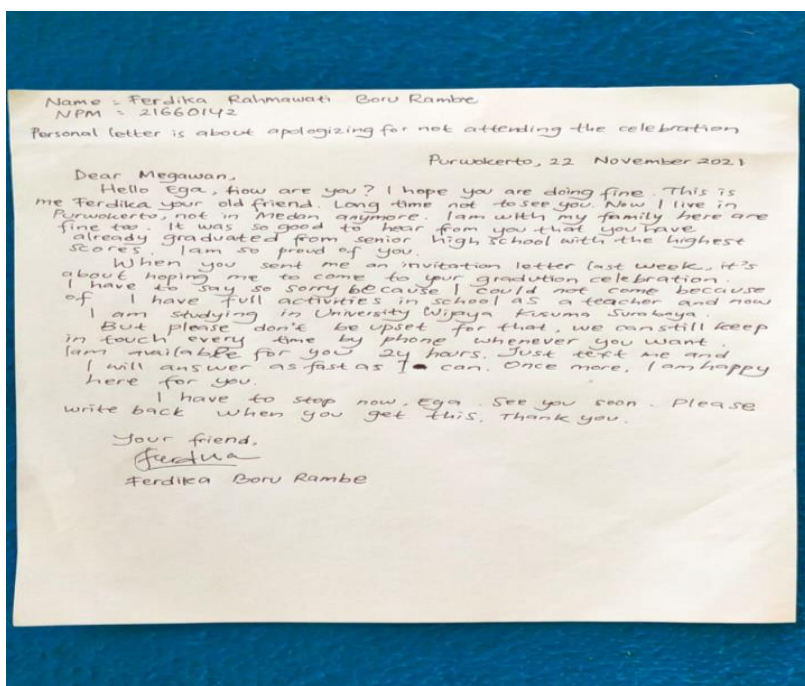 Name : Ferdika Rahmawati Boru Rambe
NPM : 21660142
Personal letter is about apologizing for not attending the celebration
Purwokerto, 22 November 2021
Dear Megawan,
Hello Ega, how are you? I hope you are doing fine. This is
me Ferdika your old friend. Long time not to see you. Now I live in
Purwokerto, not in Medan anymore. I am with my family here are
fine too. It was so good to hear from you that you have
already graduated from senior high school with the highest
scores. I am so proud of you.
When you sent me an invitation letter last week, it's
about hoping me to come to your gradution celebration.
I have to say so sorry because I could not come because
of I have full activities in school as a teacher and now
I am studying in University Wijaya Kusuma Surabaya.
But please don't be upset for that, we can still keep
in touch every time by phone whenever you want.
I am available for you 24 hours. Just text me and
I will answer as fast as I can. Once more, I am happy
here for you.
I have to stop now, Ega. See you soon. Please
write back when you get this. Thank you.
Your friend,
Ferdika
Ferdika Boru Rambe